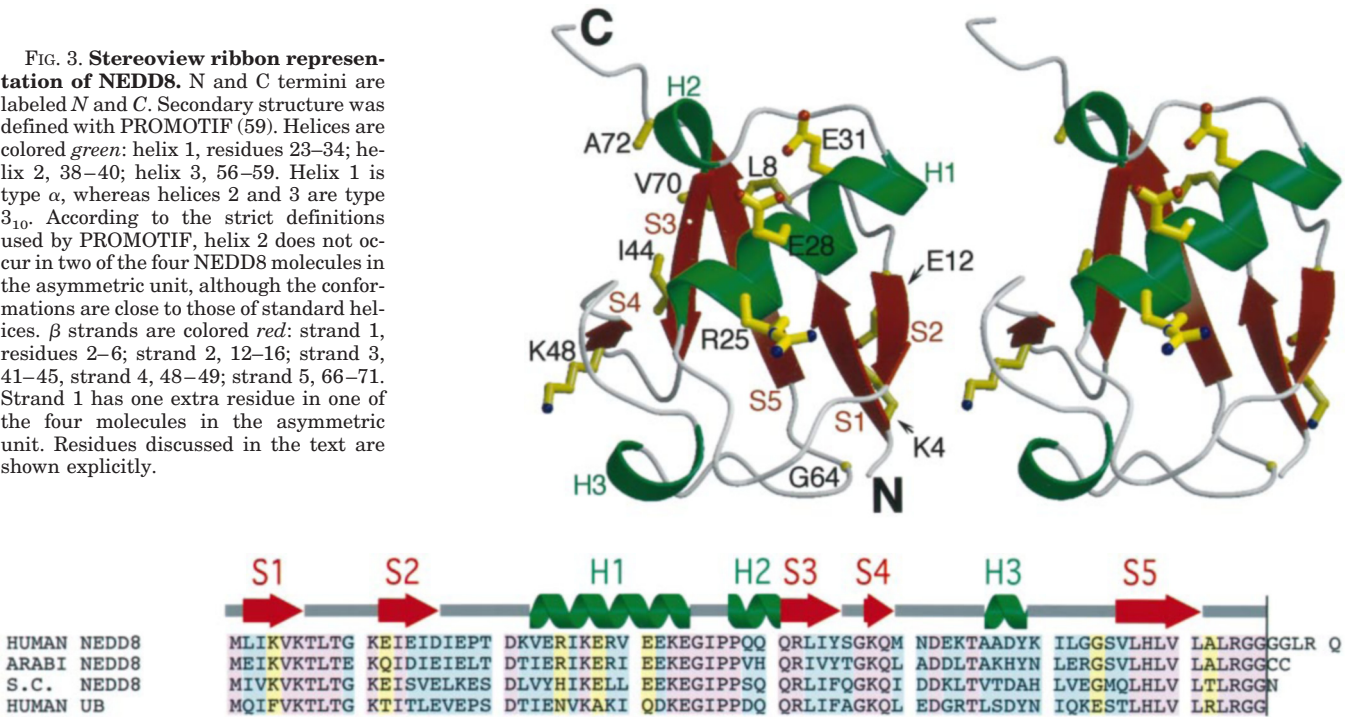 FIG. 3. Stereoview ribbon represen-
tation of NEDD8. N and C termini are
labeled N and C. Secondary structure was
defined with PROMOTIF (59). Helices are
colored green: helix 1, residues 23–34; he-
lix 2, 38–40; helix 3, 56–59. Helix 1 is
type α, whereas helices 2 and 3 are type
3₁₀. According to the strict definitions
used by PROMOTIF, helix 2 does not oc-
cur in two of the four NEDD8 molecules in
the asymmetric unit, although the confor-
mations are close to those of standard hel-
ices. β strands are colored red: strand 1,
residues 2–6; strand 2, 12–16; strand 3,
41–45, strand 4, 48–49; strand 5, 66–71.
Strand 1 has one extra residue in one of
the four molecules in the asymmetric
unit. Residues discussed in the text are
shown explicitly.
C
H2
A72
E31
L8
H1
V70
S3
E28
I44
E12
S4
R25
S2
K48
S5
S1
K4
G64
H3
N
S1 S2 H1 H2 S3 S4 H3 S5
HUMAN NEDD8 MLIKVKTLTG KEIEIDIEPT DKVERIKERV EEKEGIPPQQ QRLIYSGKQM NDEKTAADYK ILGGSVLHLV LALRGGGGLR Q
ARABI NEDD8 MEIKVKTLTE KQIDIEIELT DTIERIKERI EEKEGIPPVH QRIVYTGKQL ADDLTAKHYN LERGSVLHLV LALRGGCC
S.C. NEDD8 MIVKVKTLTG KEISVELKES DLVYHIKELL EEKEGIPPSQ QRLIFQGKQI DDKLTVTDAH LVEGMQLHLV LTLRGGN
HUMAN UB MQIFVKTLTG KTITLEVEPS DTIENVKAKI QDKEGIPPDQ QRLIFAGKQL EDGRTLSDYN IQKESTLHLV LRLRGG